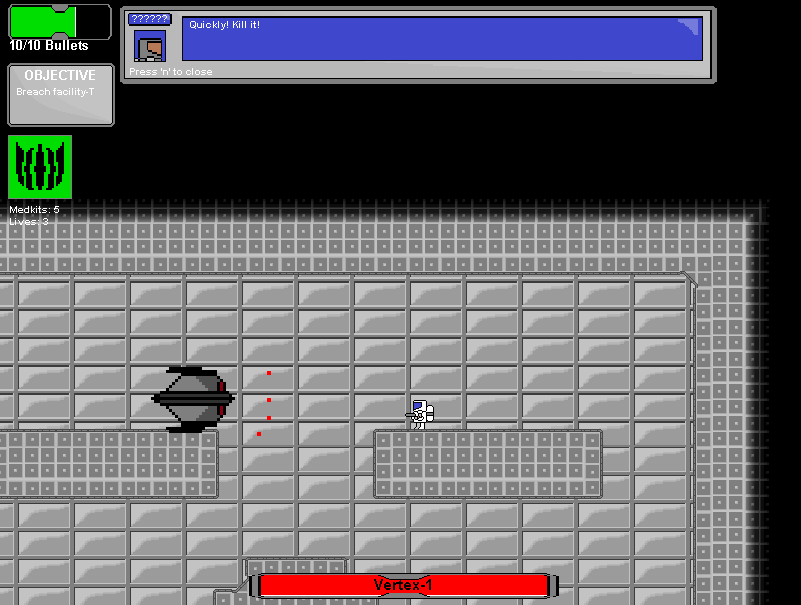 ??????
Quickly! Kill it!
Press 'n' to close
10/10 Bullets
OBJECTIVE
Breach facility-T
Medkits: 5
Lives: 3
Vertex-1